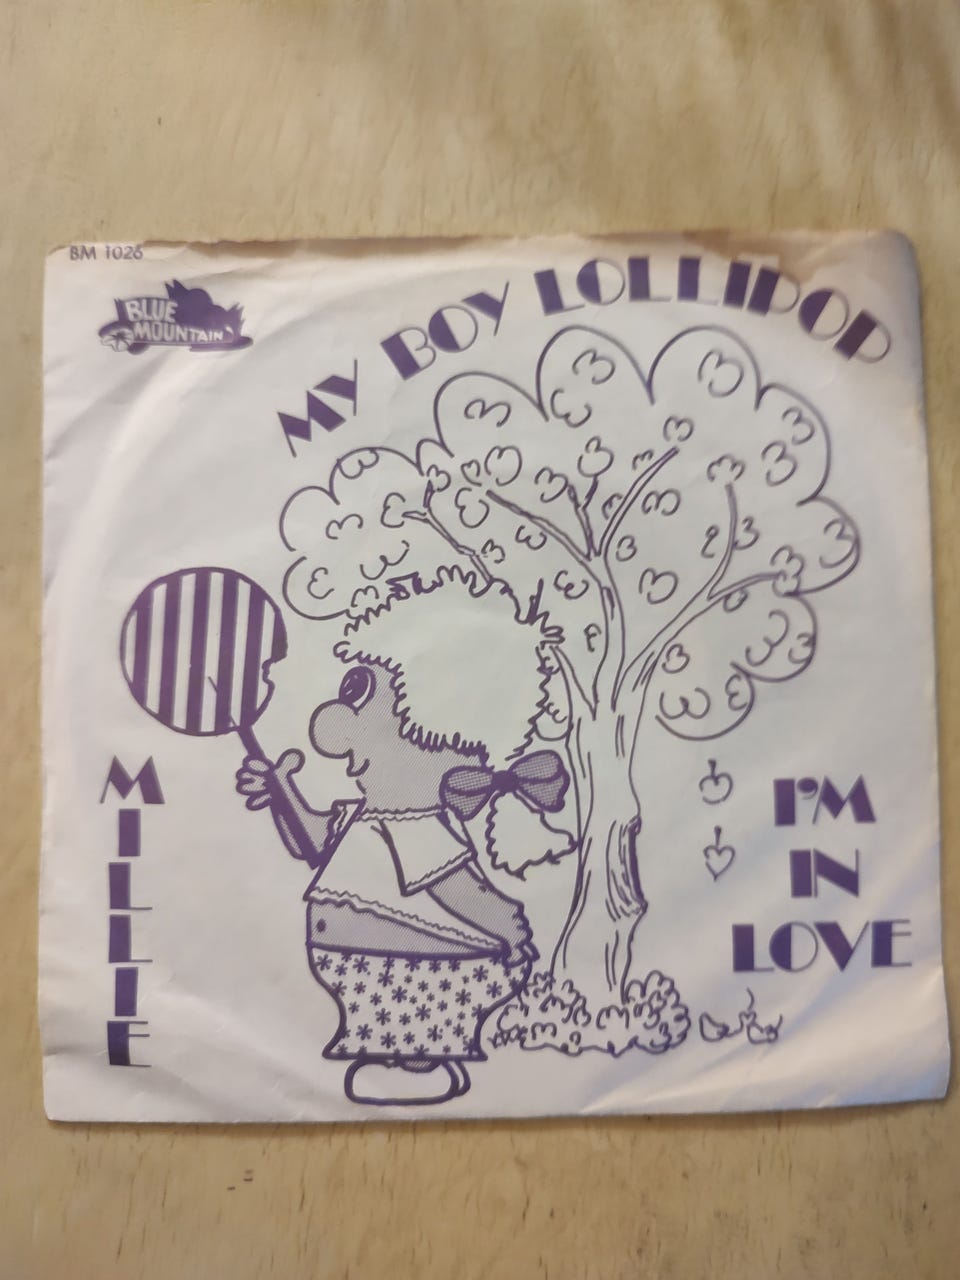 BM 1026
BLUE
MOUNTAIN
MY BOY LOLLIPOP
MILLIE
I'M
IN
LOVE